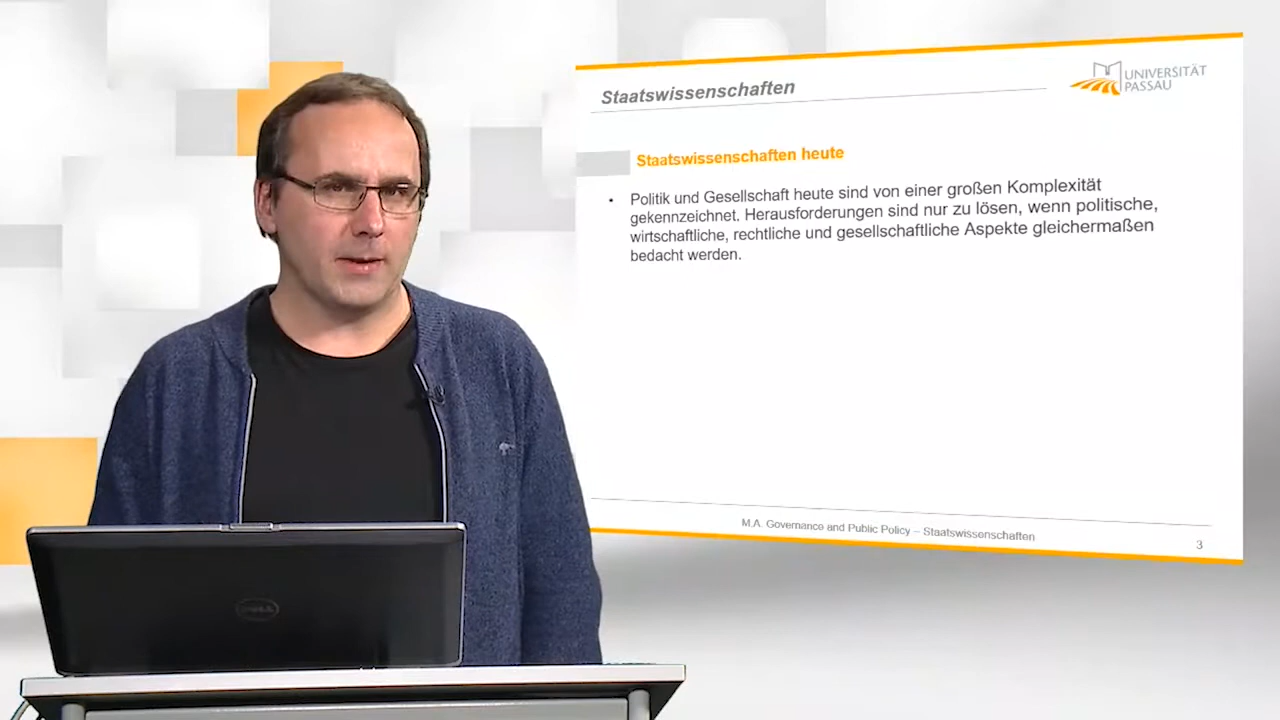 Staatswissenschaften
UNIVERSITÄT
PASSAU
Staatswissenschaften heute
• Politik und Gesellschaft heute sind von einer großen Komplexität
gekennzeichnet. Herausforderungen sind nur zu lösen, wenn politische,
wirtschaftliche, rechtliche und gesellschaftliche Aspekte gleichermaßen
bedacht werden.
M.A. Governance and Public Policy – Staatswissenschaften
3
DELL